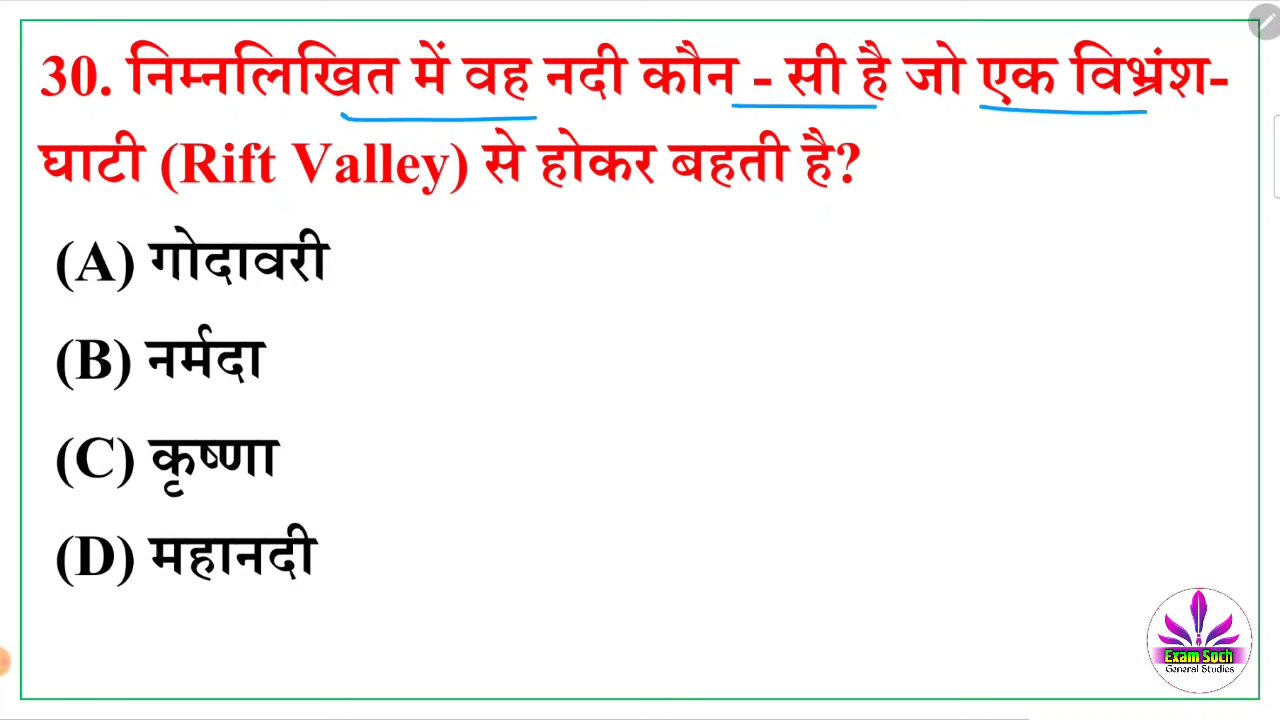 30. निम्नलिखित में वह नदी कौन - सी है जो एक विभ्रंश-
घाटी (Rift Valley) से होकर बहती है?
(A) गोदावरी
(B) नर्मदा
(C) कृष्णा
(D) महानदी
Exam Soch
General Studies